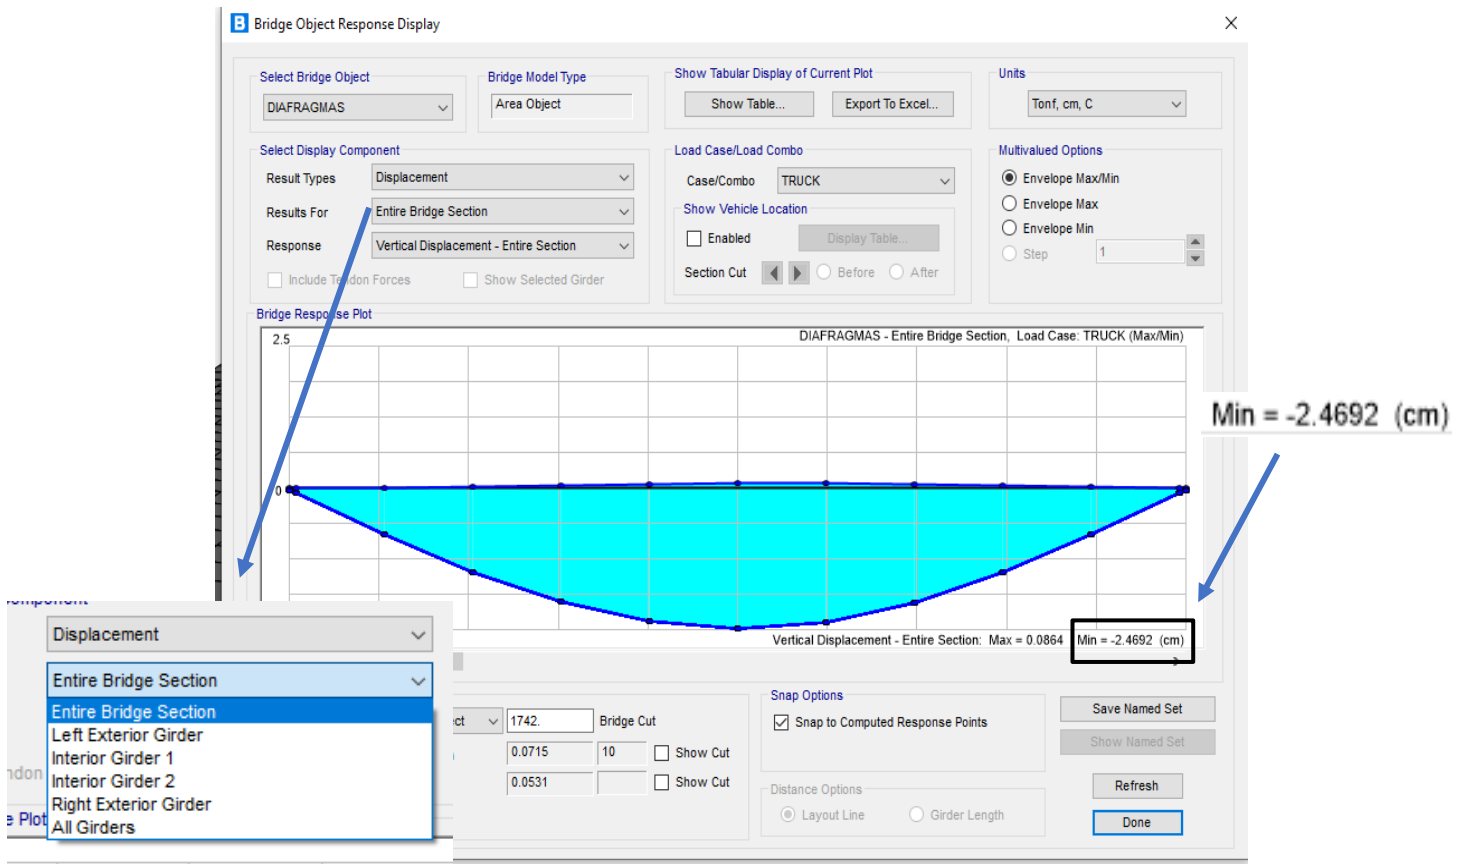 B Bridge Object Response Display
Select Bridge Object
Bridge Model Type
Show Tabular Display of Current Plot
Units
DIAFRAGMAS
Area Object
Show Table...
Export To Excel...
Tonf, cm, C
Select Display Component
Load Case/Load Combo
Multivalued Options
Result Types
Displacement
Case/Combo
TRUCK
Envelope Max/Min
Results For
Entire Bridge Section
Show Vehicle Location
Envelope Max
Response
Vertical Displacement - Entire Section
Enabled
Display Table...
Envelope Min
Step
1
Include Tendon Forces
Show Selected Girder
Section Cut
Before
After
Bridge Response Plot
2.5
DIAFRAGMAS - Entire Bridge Section, Load Case: TRUCK (Max/Min)
Min = -2.4692 (cm)
0
Vertical Displacement - Entire Section: Max = 0.0864 Min = -2.4692 (cm)
Displacement
Entire Bridge Section
Entire Bridge Section
Left Exterior Girder
Interior Girder 1
Interior Girder 2
Right Exterior Girder
All Girders
ndon
e Plot
ect
1742.
Bridge Cut
0.0715
10
Show Cut
0.0531
Show Cut
Snap Options
Snap to Computed Response Points
Distance Options
Layout Line
Girder Length
Save Named Set
Show Named Set
Refresh
Done